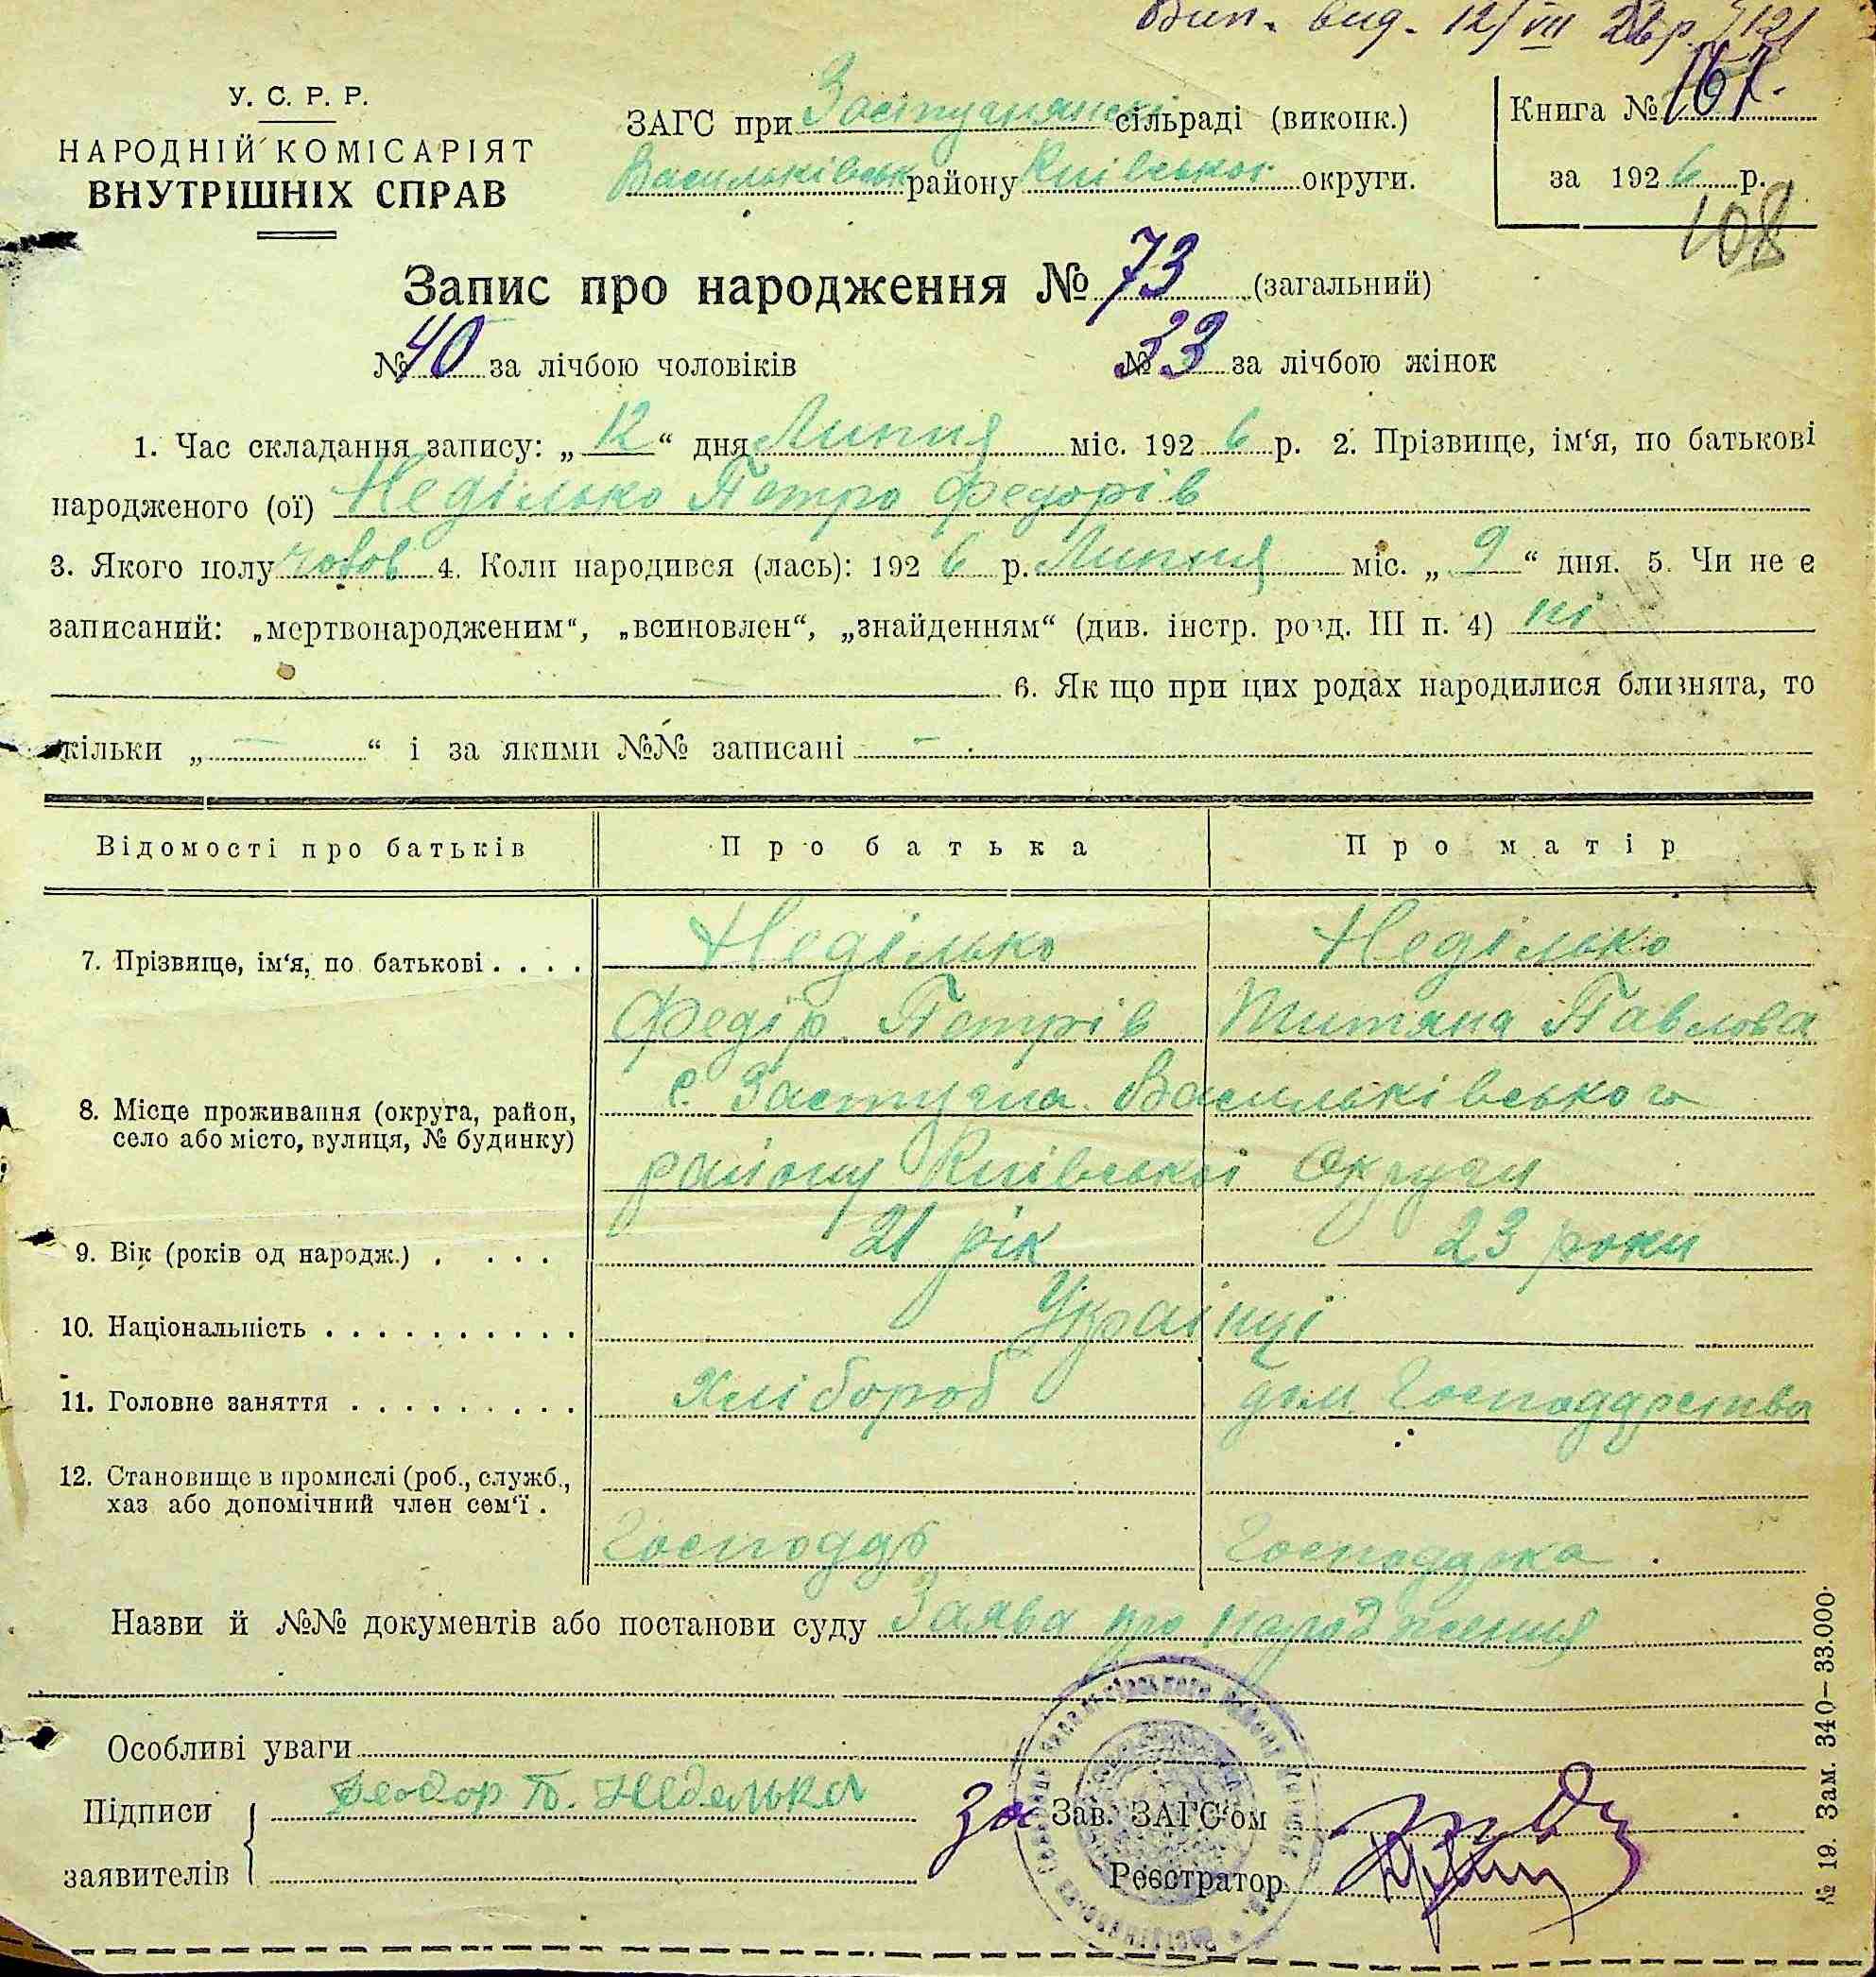 Вип. вид. 12/VII 26 р. 121
У. С. Р. Р.
НАРОДНІЙ КОМІСАРІЯТ
ВНУТРІШНІХ СПРАВ
ЗАГС при Застугнянскі сільраді (виконк.)
Васильківськ району Київської округи.
Книга № 167.
за 1926 р.
108
Запис про народження № 73 (загальний)
№ 40 за лічбою чоловіків № 33 за лічбою жінок
1. Час складання запису: „12“ дня Липня міс. 1926 р. 2. Прізвище, ім‘я, по батькові
народженого (ої) Неділько Петро Федорів
3. Якого полу чолов 4. Коли народився (лась): 1926 р. Липня міс. „9“ дня. 5. Чи не є
записаний: „мертвонародженим“, „всиновлен“, „знайденням“ (див. інстр. розд. III п. 4) ні
6. Як що при цих родах народилися близнята, то
кільки „ — “ і за якими №№ записані —
Відомості про батьків Про батька Про матір
7. Прізвище, ім‘я, по батькові . . . . Неділько Неділько
Федір Петрів Титяна Павлова
8. Місце проживання (округа, район, с. Застугна Васильківського
село або місто, вулиця, № будинку)
району Київської Округи
9. Вік (років од народж.) . . . . 21 рік 23 роки
10. Національність . . . . . . . . . . Українці
11. Головне заняття . . . . . . . . . Хлібороб дом. Господарства
12. Становище в промислі (роб., служб.,
хаз або допомічний член сем‘ї .
Господар Господарка.
Назви й №№ документів або постанови суду Заява про народження
Особливі уваги
Підписи Феодор П. Неделька за Зав. ЗАГС‘ом
заявителів Реєстратор
№ 19. Зам. 340—33.000.